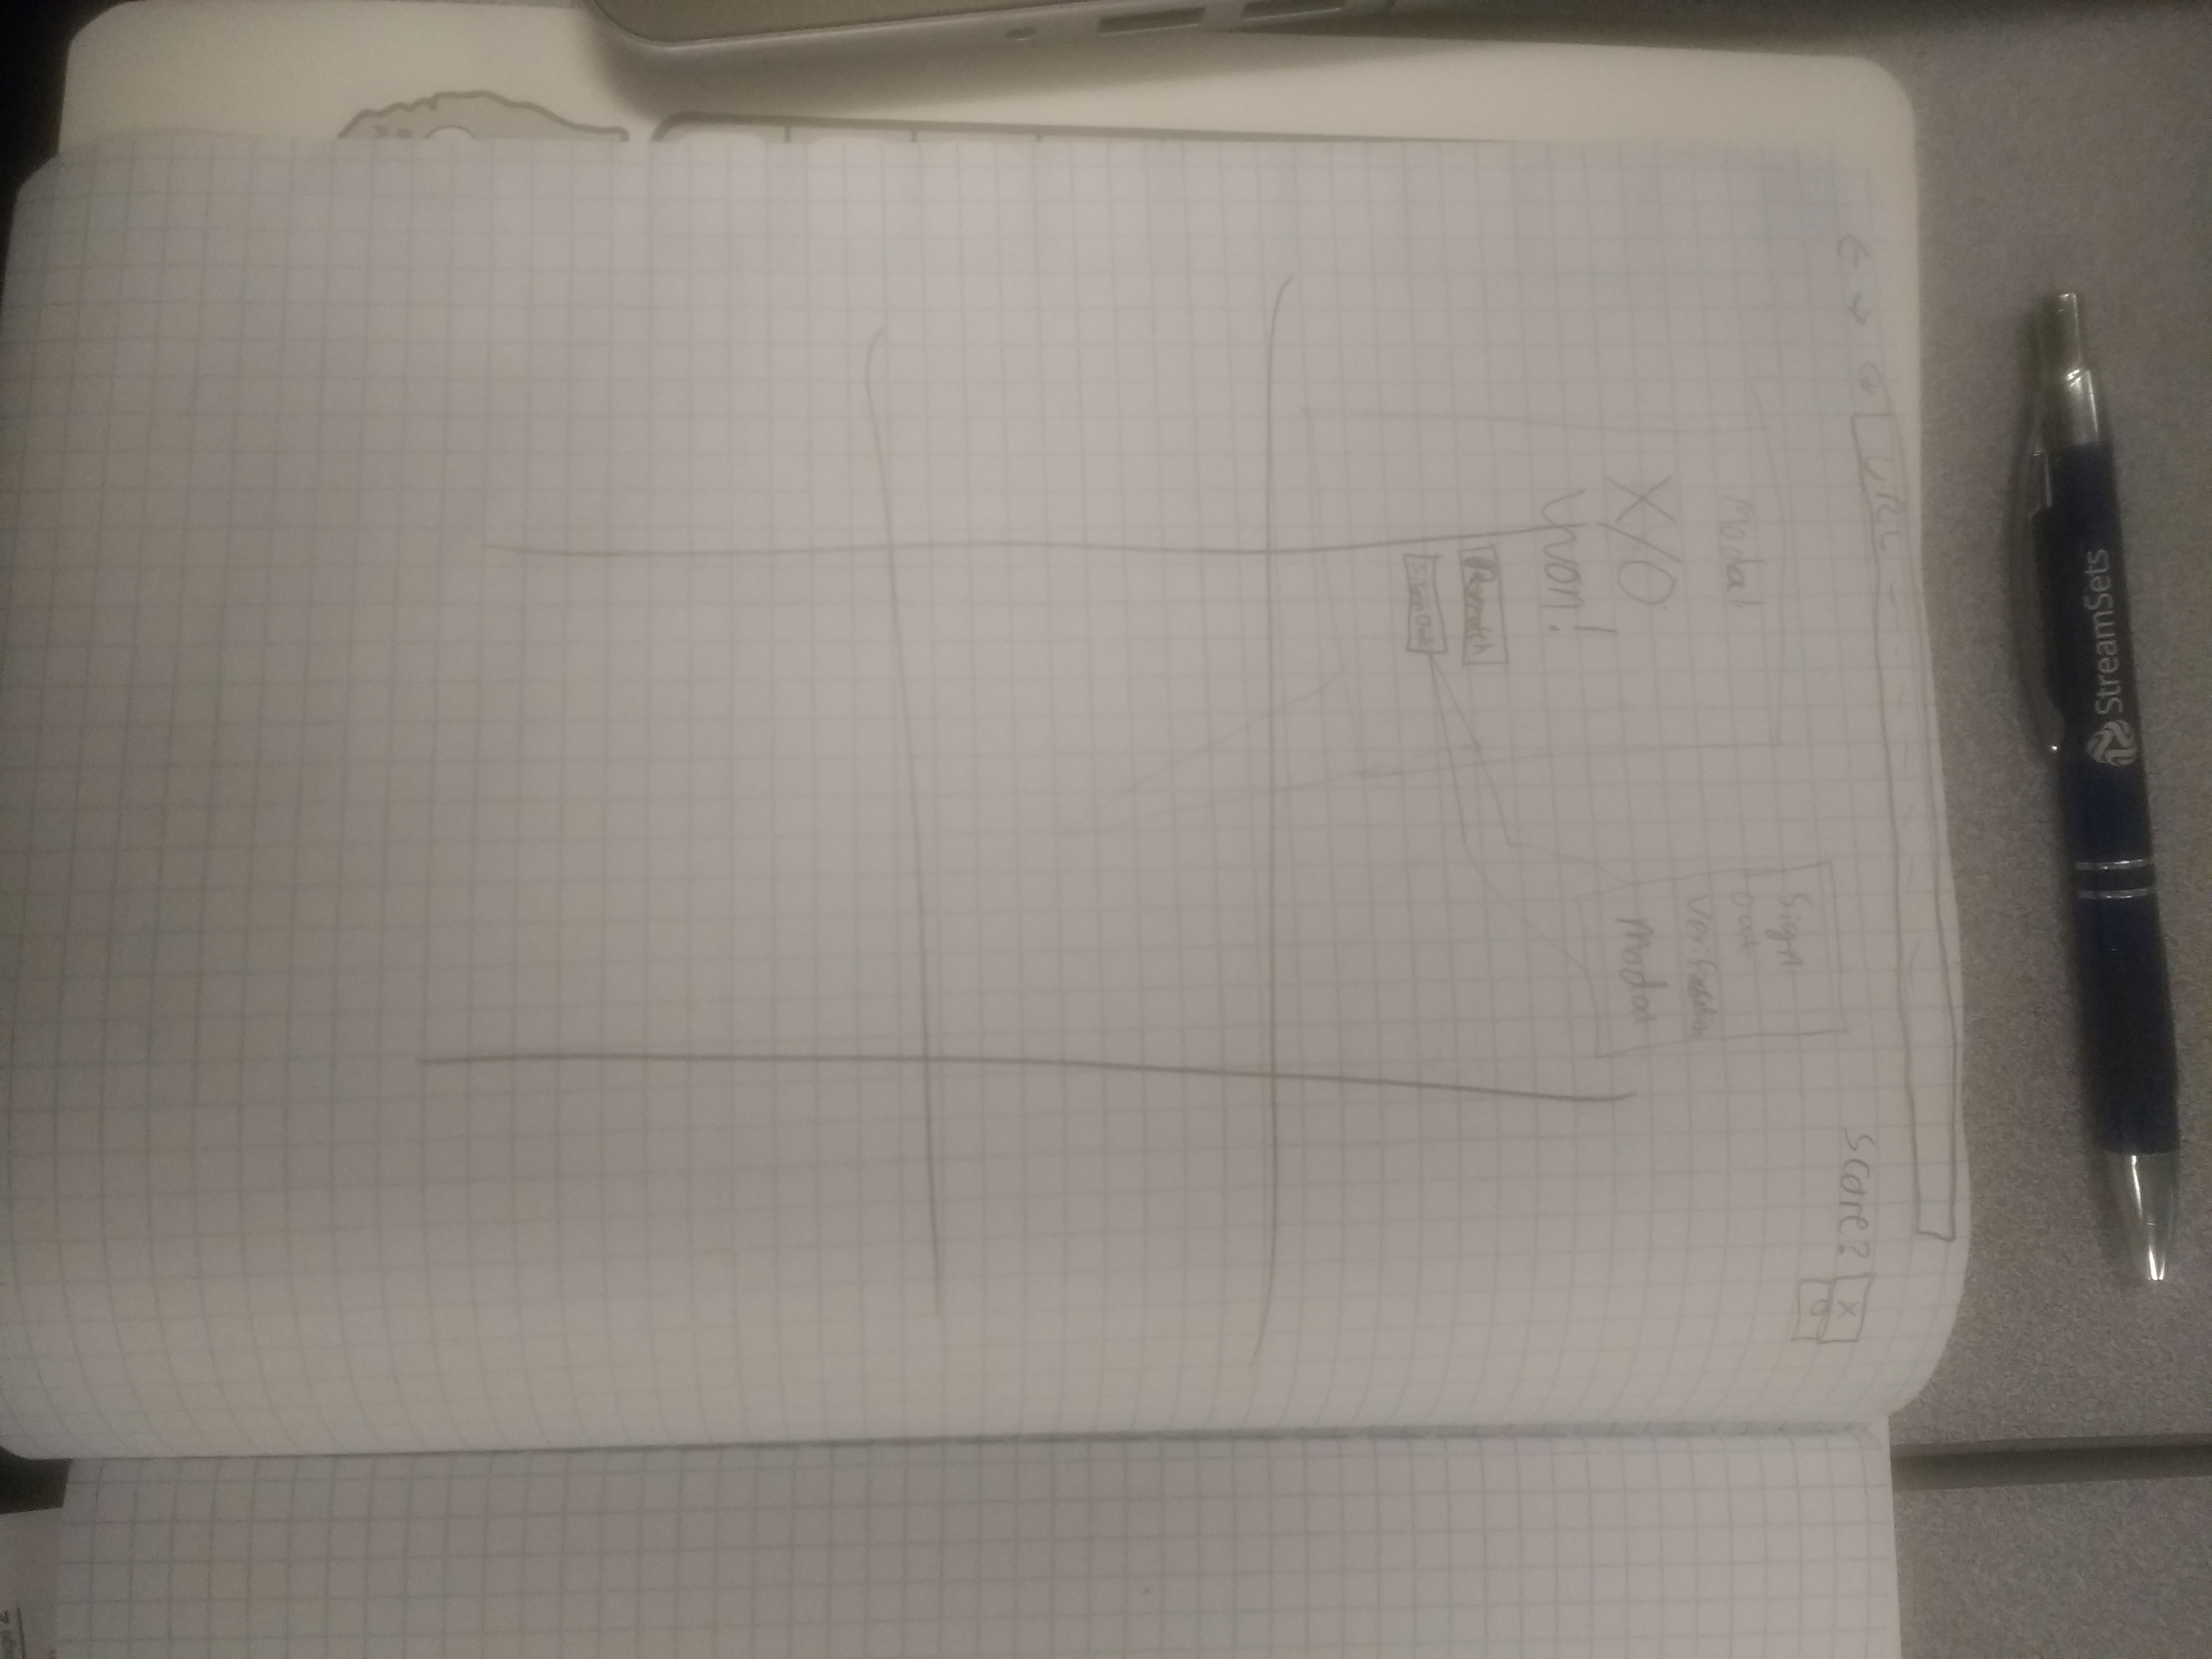 ← → URL
Score? X
O
Modal
X/O
Won!
Rematch
Sign Out
Sign
out
Verification
Modal
StreamSets